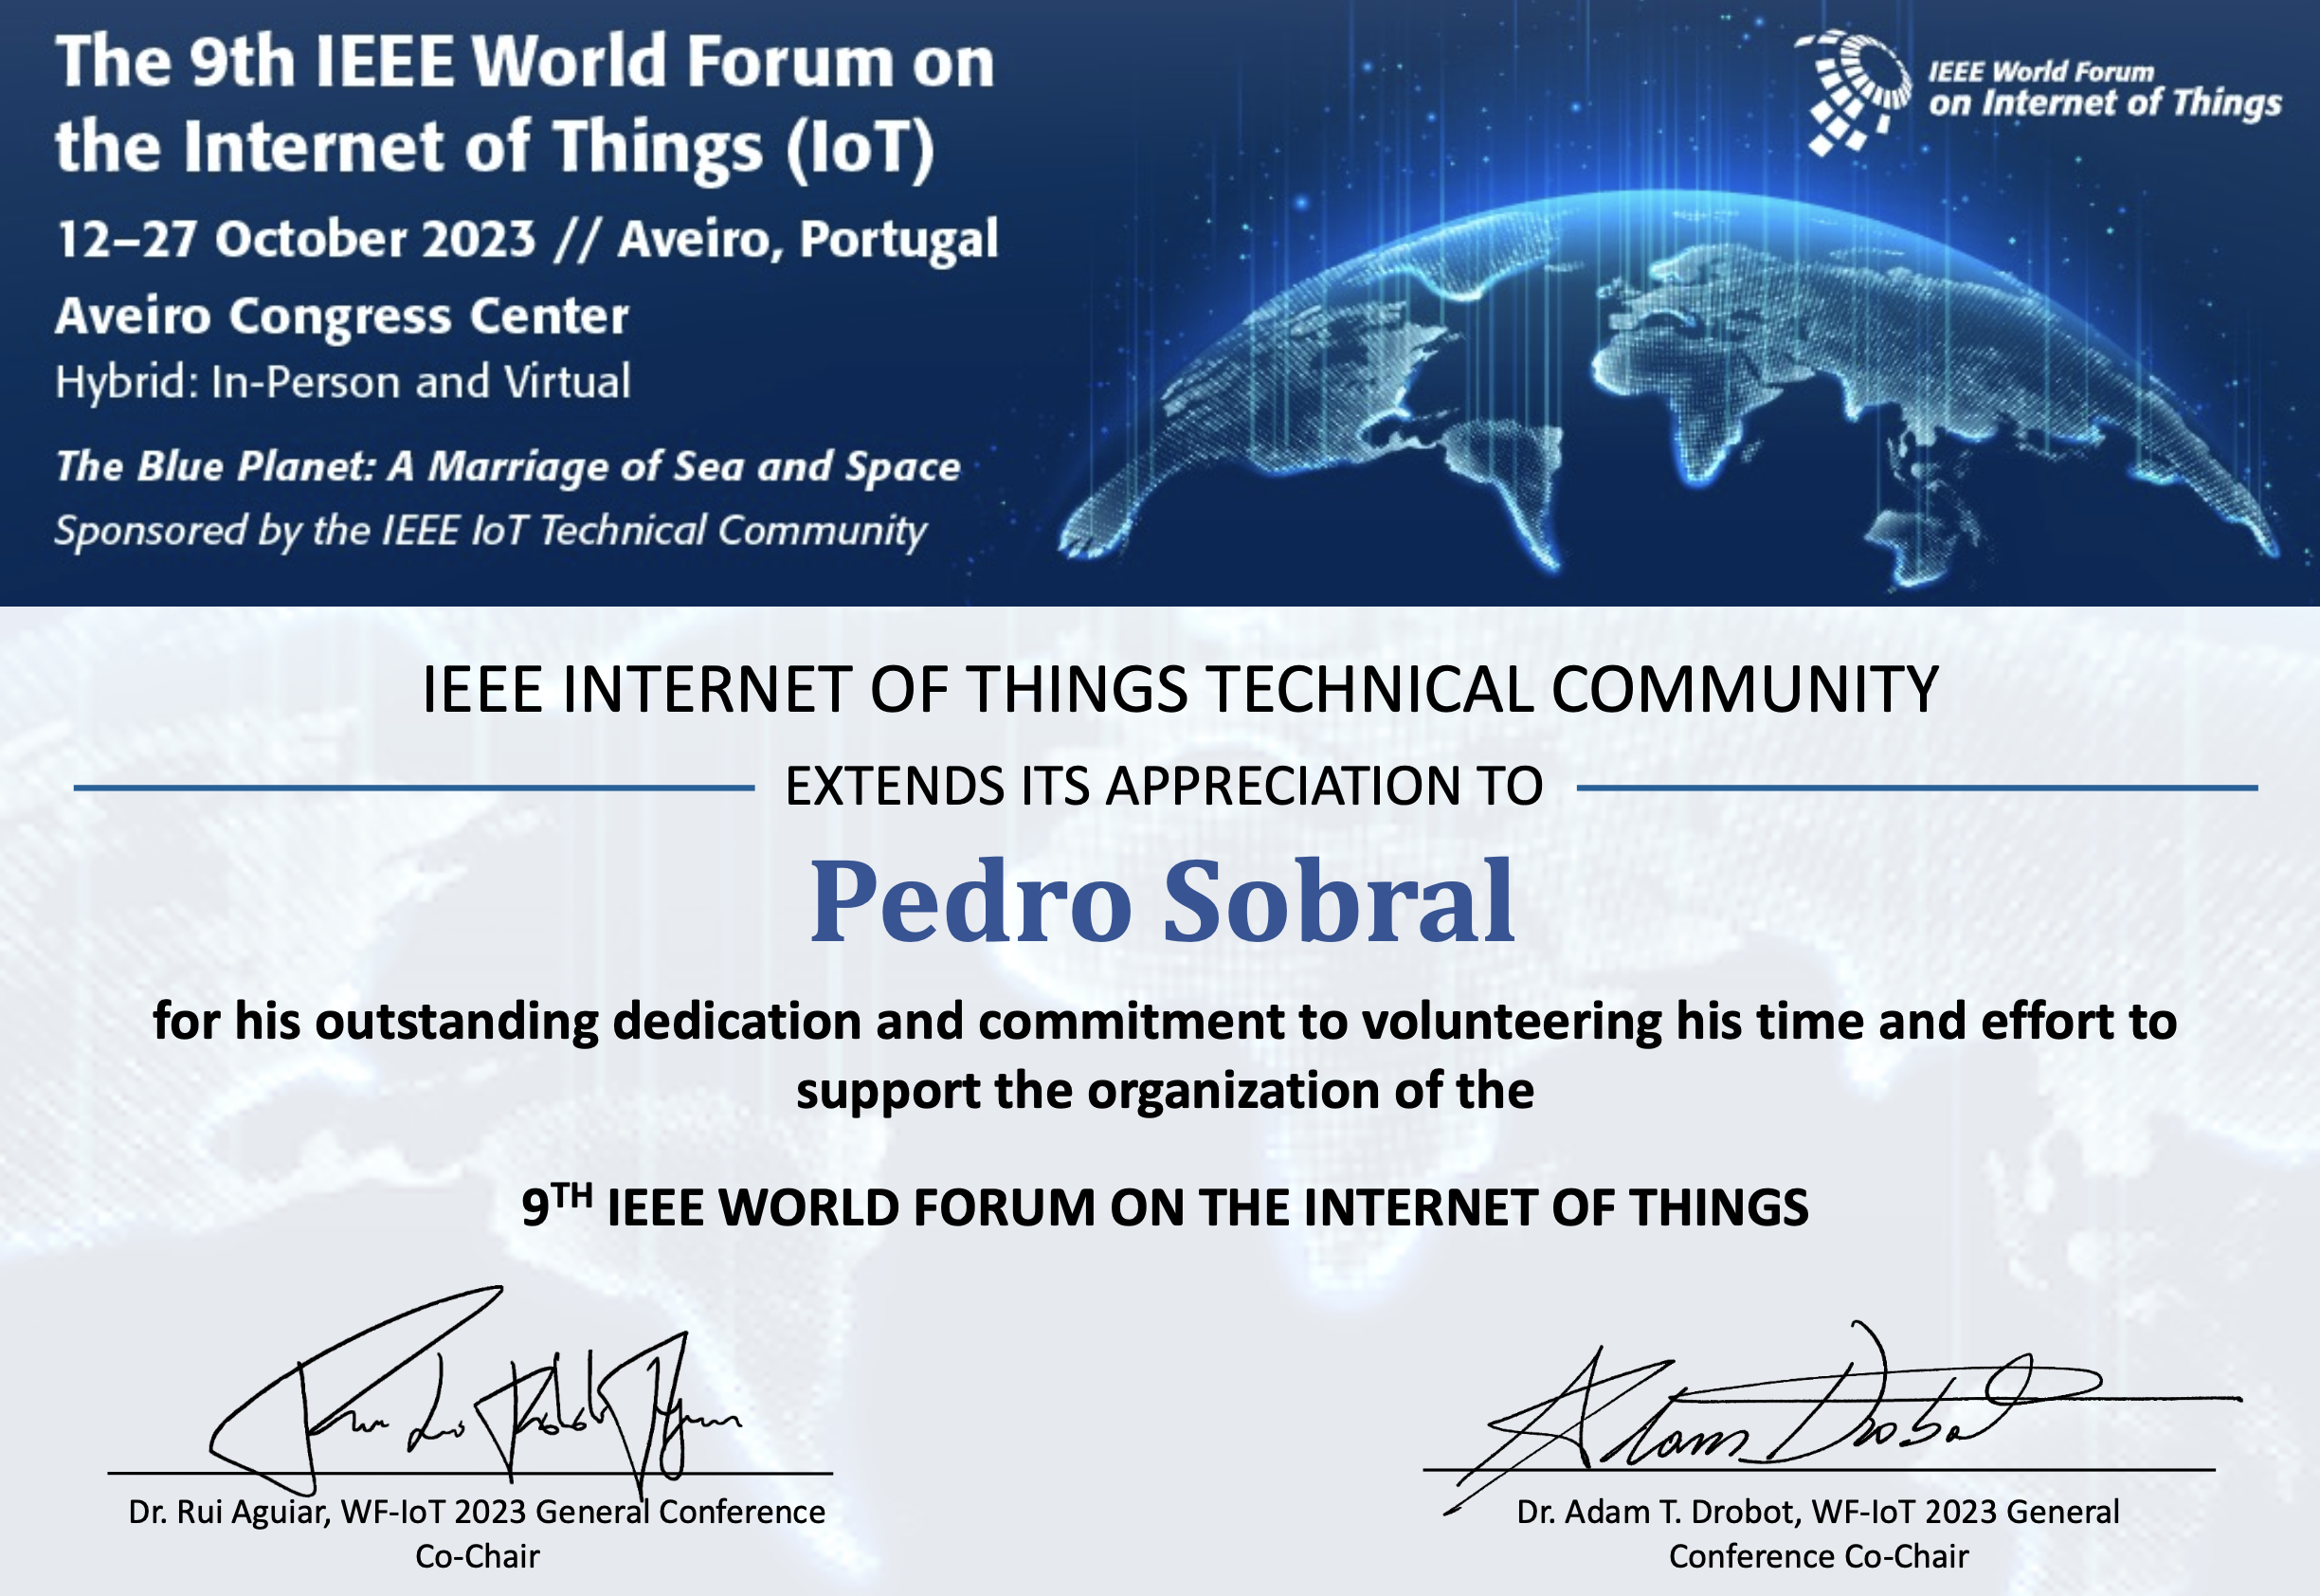 The 9th IEEE World Forum on
the Internet of Things (IoT)
12–27 October 2023 // Aveiro, Portugal
Aveiro Congress Center
Hybrid: In-Person and Virtual
The Blue Planet: A Marriage of Sea and Space
Sponsored by the IEEE IoT Technical Community
IEEE World Forum
on Internet of Things
IEEE INTERNET OF THINGS TECHNICAL COMMUNITY
EXTENDS ITS APPRECIATION TO
Pedro Sobral
for his outstanding dedication and commitment to volunteering his time and effort to
support the organization of the
9TH IEEE WORLD FORUM ON THE INTERNET OF THINGS
Adam Drobot
Dr. Rui Aguiar, WF-IoT 2023 General Conference
Co-Chair
Dr. Adam T. Drobot, WF-IoT 2023 General
Conference Co-Chair